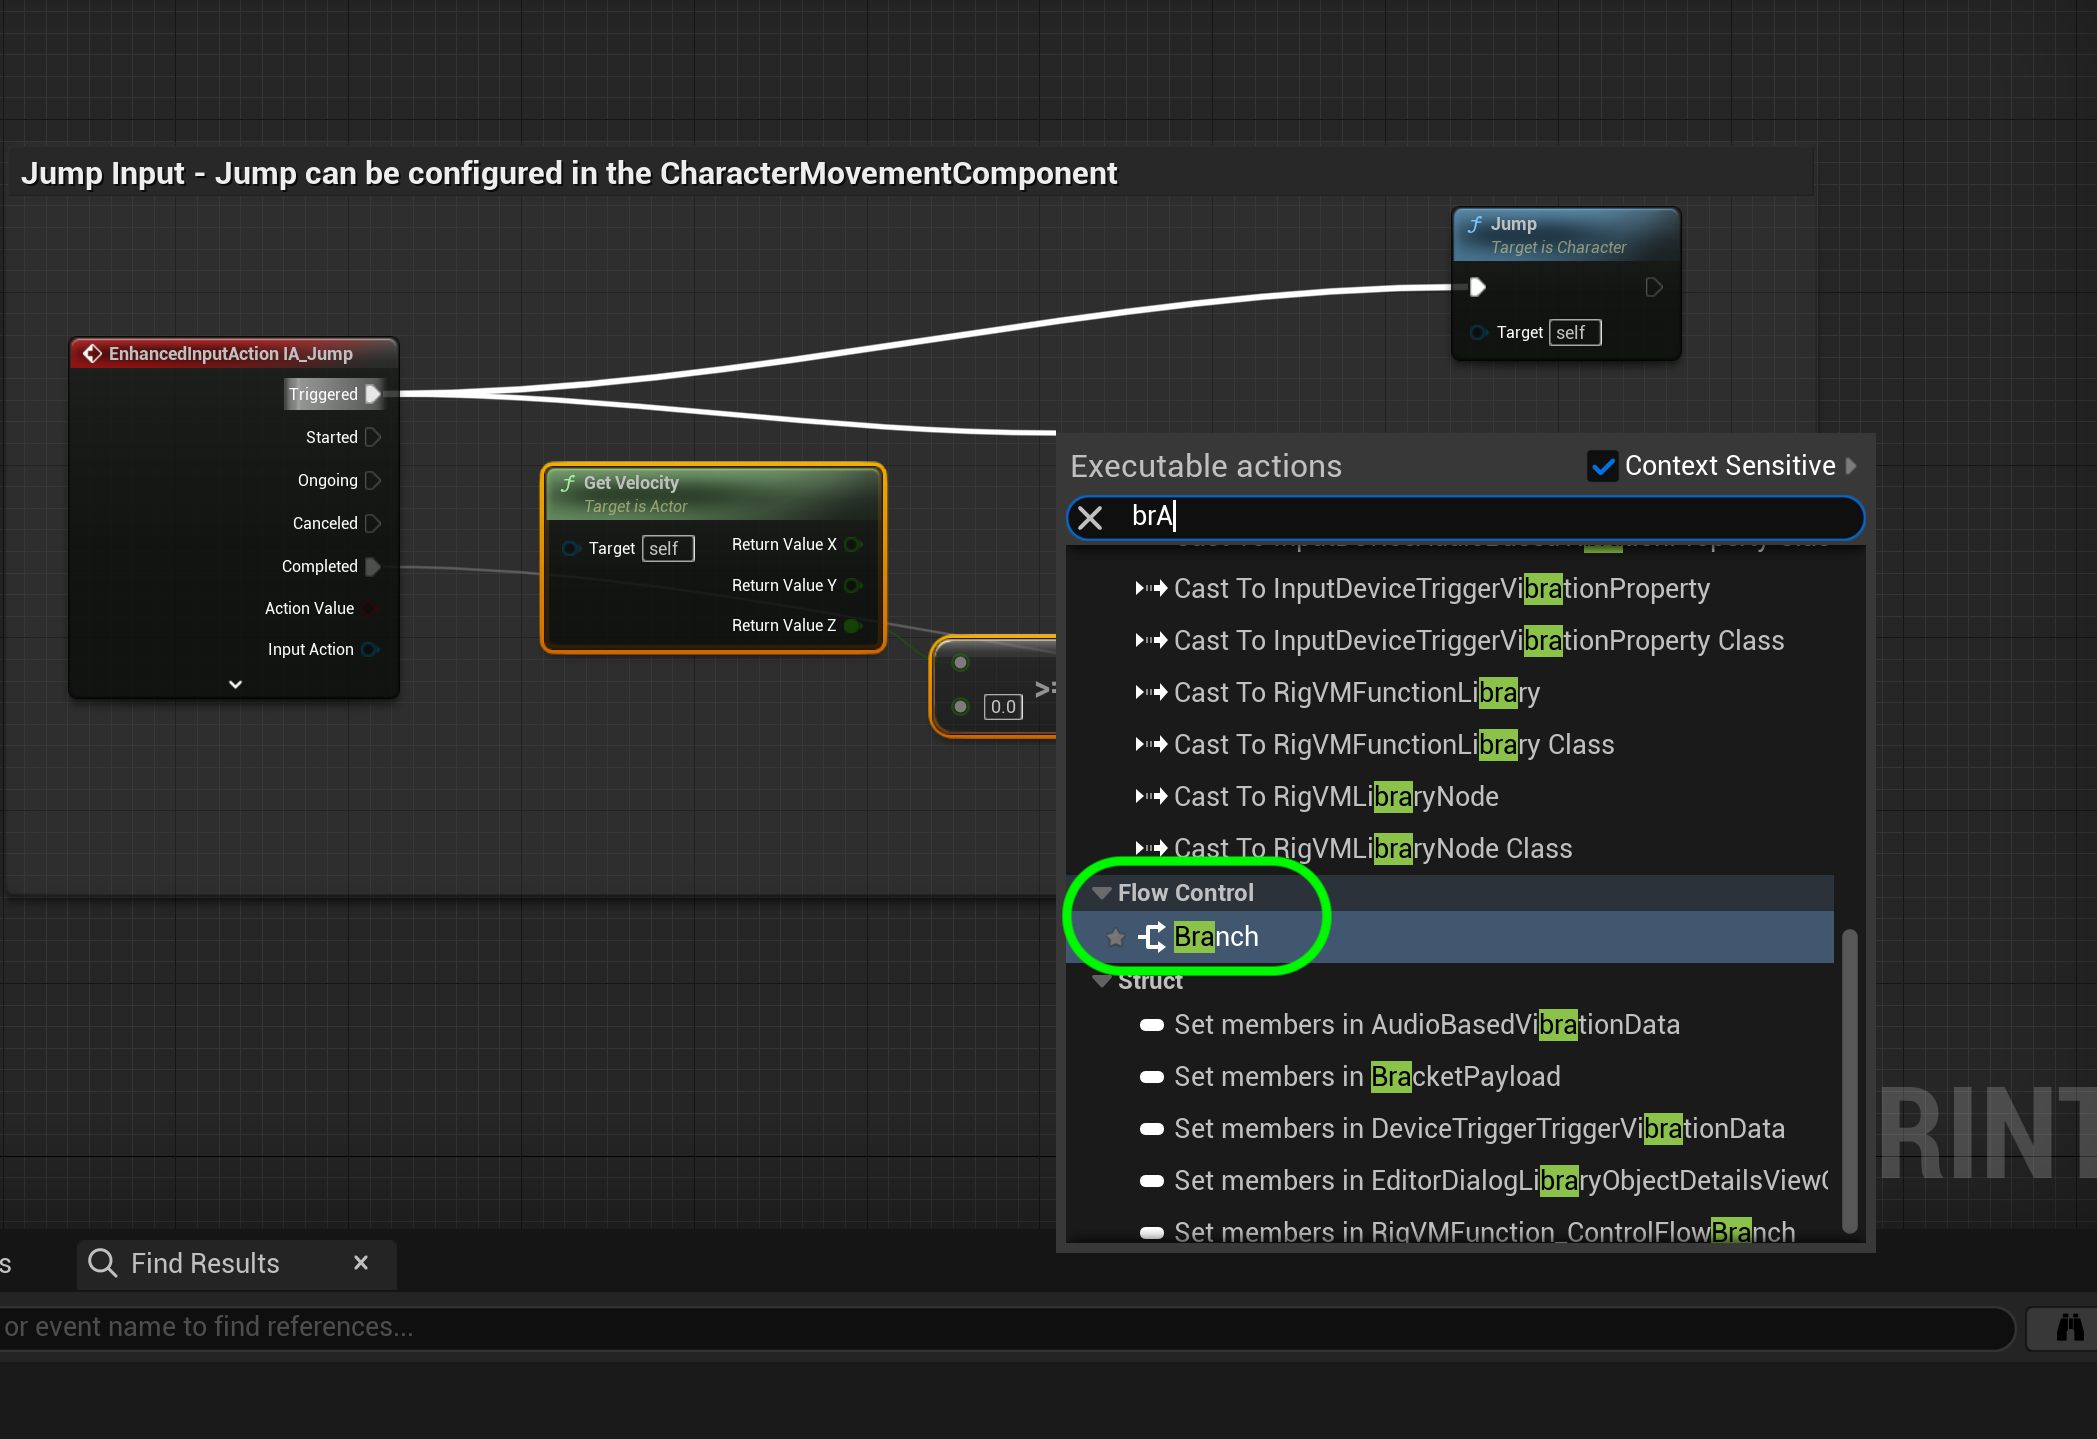 Jump Input - Jump can be configured in the CharacterMovementComponent
Jump
Target is Character
Target self
EnhancedInputAction IA_Jump
Triggered
Started
Ongoing
Canceled
Completed
Action Value
Input Action
Get Velocity
Target is Actor
Target self
Return Value X
Return Value Y
Return Value Z
0.0
>=
Executable actions
Context Sensitive
brA
Cast To InputDeviceTriggerVibrationProperty
Cast To InputDeviceTriggerVibrationProperty Class
Cast To RigVMFunctionLibrary
Cast To RigVMFunctionLibrary Class
Cast To RigVMLibraryNode
Cast To RigVMLibraryNode Class
Flow Control
Branch
Struct
Set members in AudioBasedVibrationData
Set members in BracketPayload
Set members in DeviceTriggerTriggerVibrationData
Set members in EditorDialogLibraryObjectDetailsView
Set members in RigVMFunction_ControlFlowBranch
RINT
s
Find Results
or event name to find references...